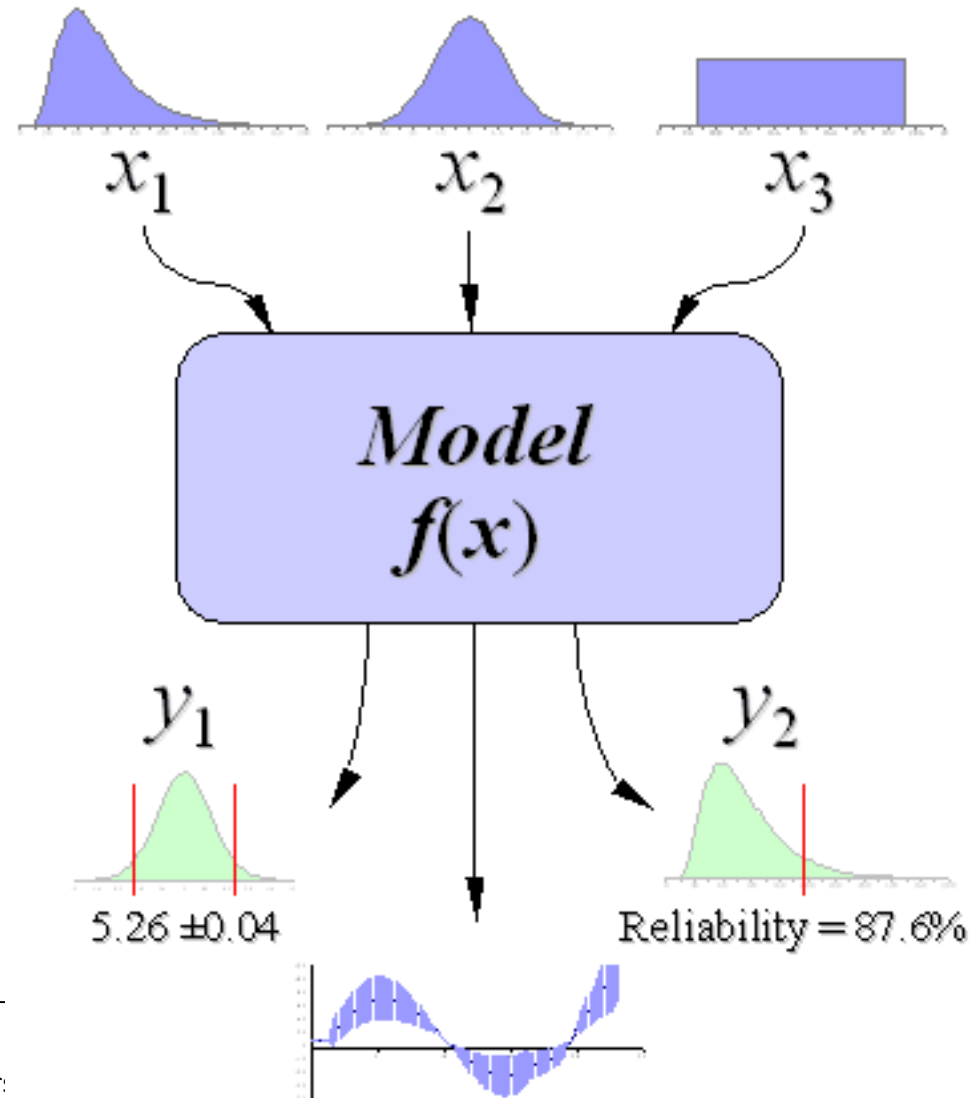 x1 x2 x3
Model
f(x)
y1 y2
5.26 ±0.04 Reliability = 87.6%